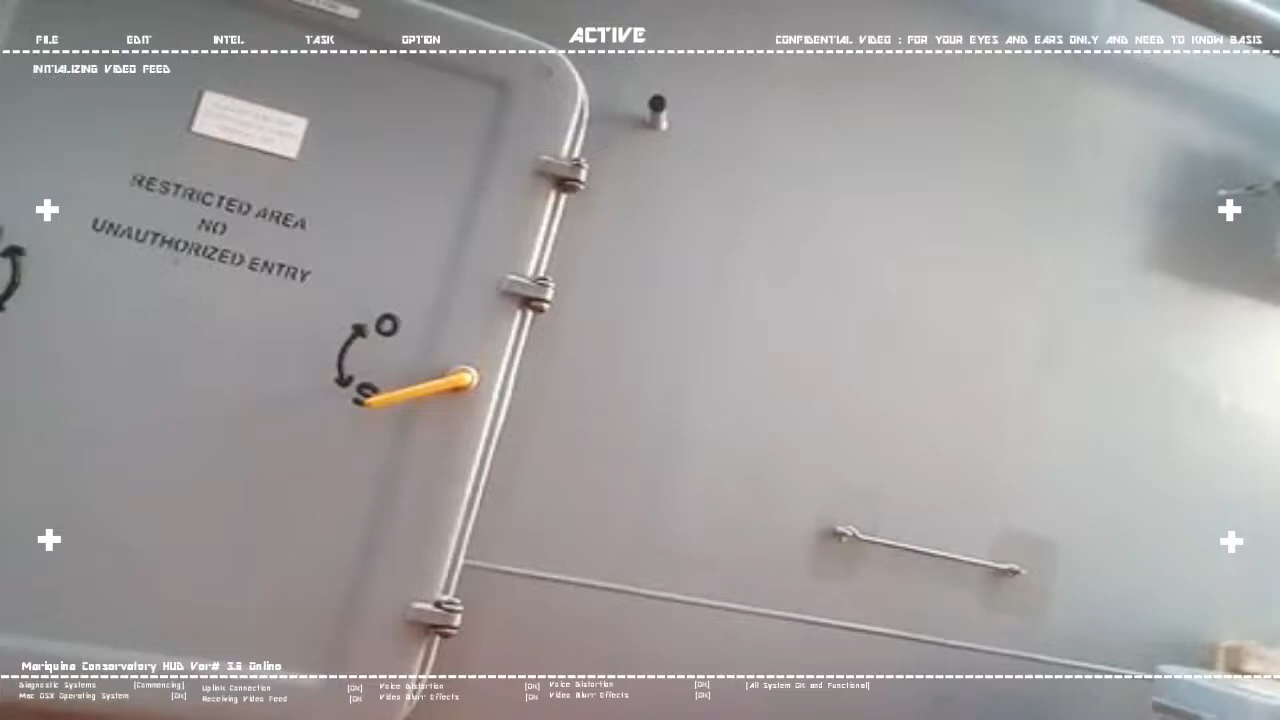 FILE EDIT INTEL TASK OPTION ACTIVE CONFIDENTIAL VIDEO : FOR YOUR EYES AND EARS ONLY AND NEED TO KNOW BASIS
INITIALIZING VIDEO FEED
RESTRICTED AREA
NO
UNAUTHORIZED ENTRY
O
S
Mariquina Conservatory HUD Ver# 3.8 Online
Diagnostic Systems [Commencing] Uplink Connection [OK] Voice Distortion [OK] Voice Distortion [OK] [All System OK and Functional]
Mac OSX Operating System [OK] Receiving Video Feed [OK Video Blurr Effects [OK Video Blurr Effects [OK]